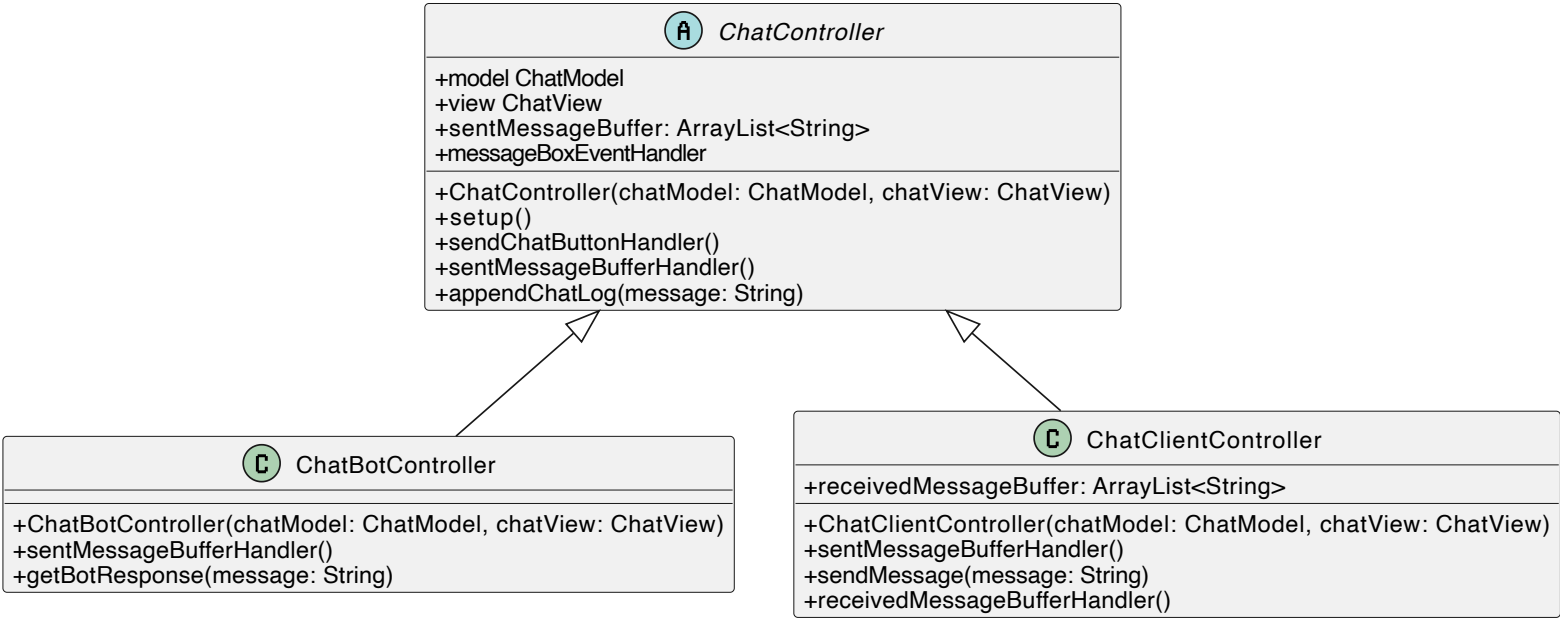 A ChatController
+model ChatModel
+view ChatView
+sentMessageBuffer: ArrayList<String>
+messageBoxEventHandler
+ChatController(chatModel: ChatModel, chatView: ChatView)
+setup()
+sendChatButtonHandler()
+sentMessageBufferHandler()
+appendChatLog(message: String)
C ChatBotController
+ChatBotController(chatModel: ChatModel, chatView: ChatView)
+sentMessageBufferHandler()
+getBotResponse(message: String)
C ChatClientController
+receivedMessageBuffer: ArrayList<String>
+ChatClientController(chatModel: ChatModel, chatView: ChatView)
+sentMessageBufferHandler()
+sendMessage(message: String)
+receivedMessageBufferHandler()